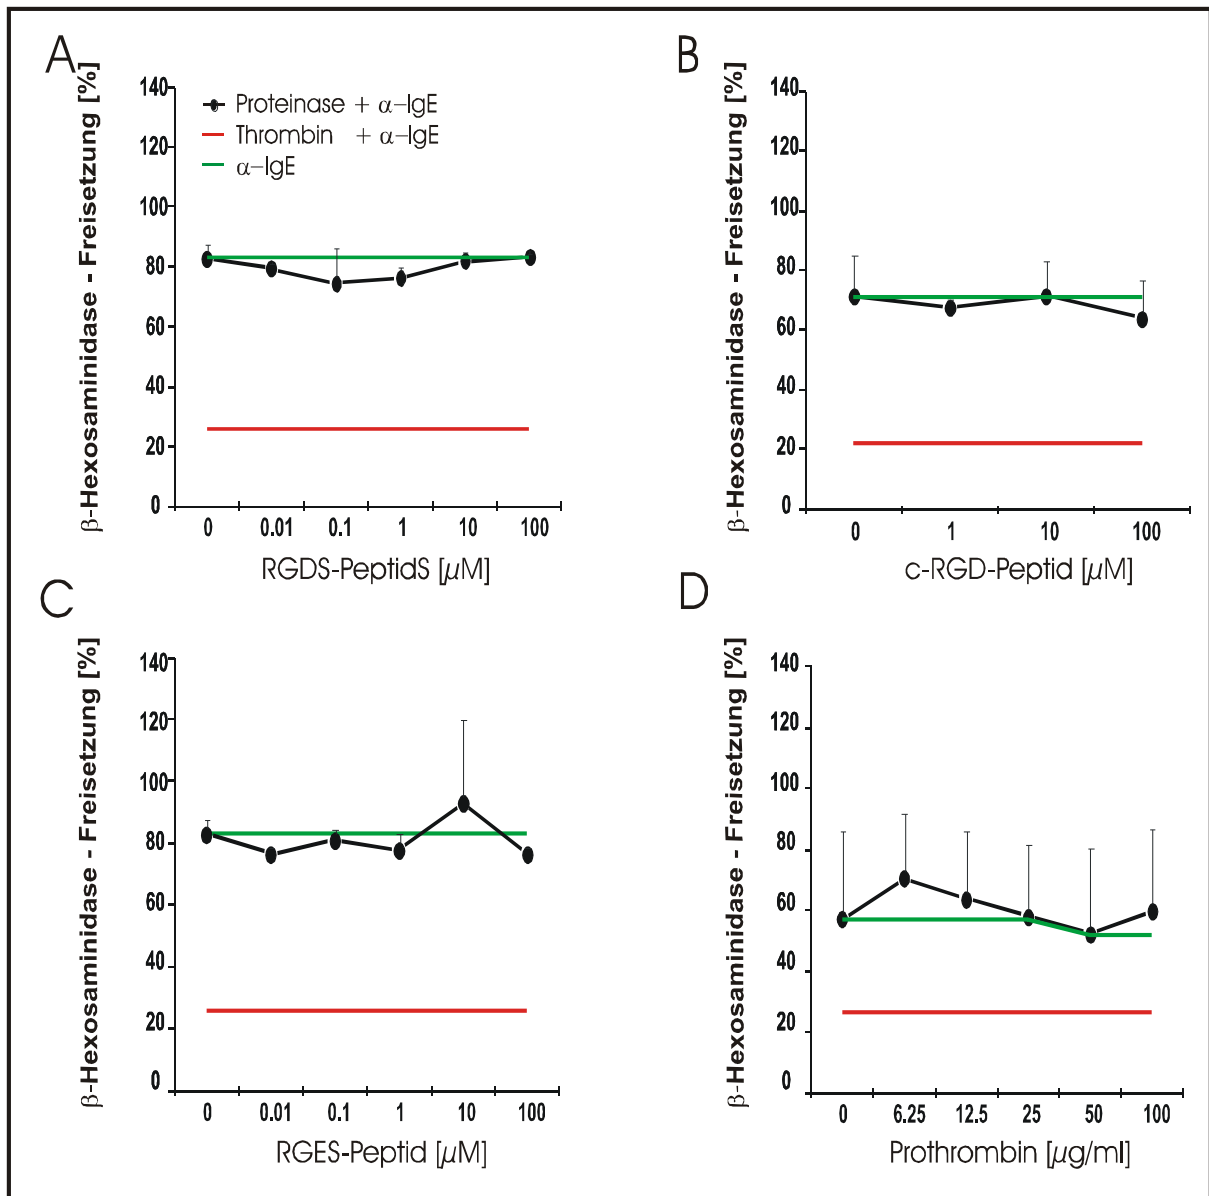 A
β-Hexosaminidase - Freisetzung [%]
140
120
100
80
60
40
20
0
Proteinase + α–IgE
Thrombin + α–IgE
α–IgE
0 0.01 0.1 1 10 100
RGDS-PeptidS [µM]
B
β-Hexosaminidase - Freisetzung [%]
140
120
100
80
60
40
20
0
0 1 10 100
c-RGD-Peptid [µM]
C
β-Hexosaminidase - Freisetzung [%]
140
120
100
80
60
40
20
0
0 0.01 0.1 1 10 100
RGES-Peptid [µM]
D
β-Hexosaminidase - Freisetzung [%]
140
120
100
80
60
40
20
0
0 6.25 12.5 25 50 100
Prothrombin [µg/ml]